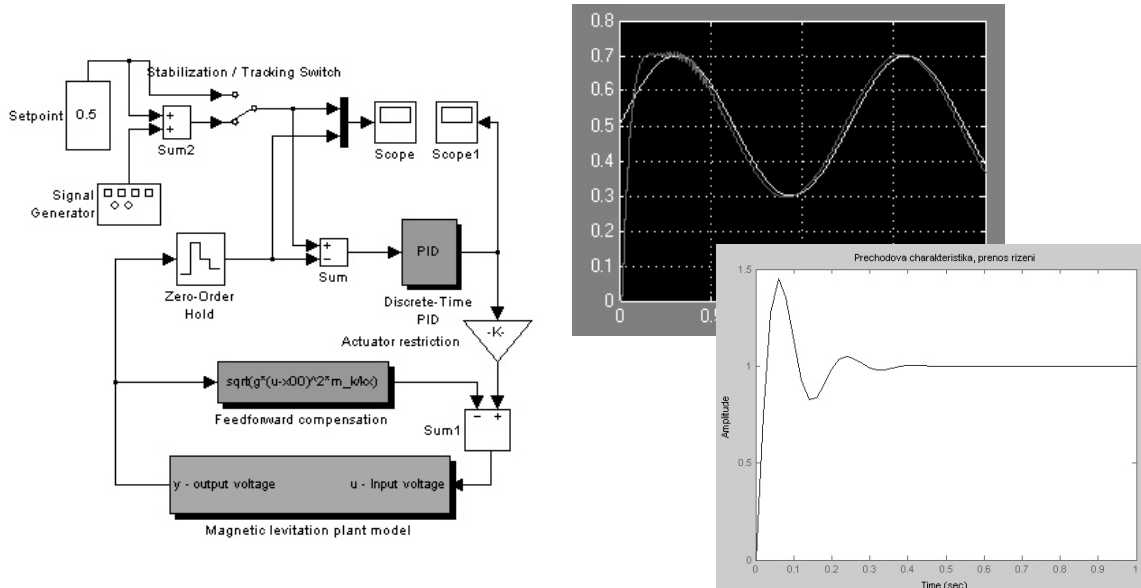 Stabilization / Tracking Switch
Setpoint
0.5
+
+
Sum2
Signal
Generator
Scope
Scope1
Zero-Order
Hold
+
−
Sum
PID
Discrete-Time
PID
Actuator restriction
-K-
sqrt(g*(u-x00)^2*m_k/kx)
Feedforward compensation
−
+
Sum1
y - output voltage
u - Input voltage
Magnetic levitation plant model
0.8
0.7
0.6
0.5
0.4
0.3
0.2
0.1
0
0
Prechodova charakteristika, prenos rizeni
Amplitude
1.5
1
0.5
0
0
0.1
0.2
0.3
0.4
0.5
0.6
0.7
0.8
0.9
1
Time (sec)